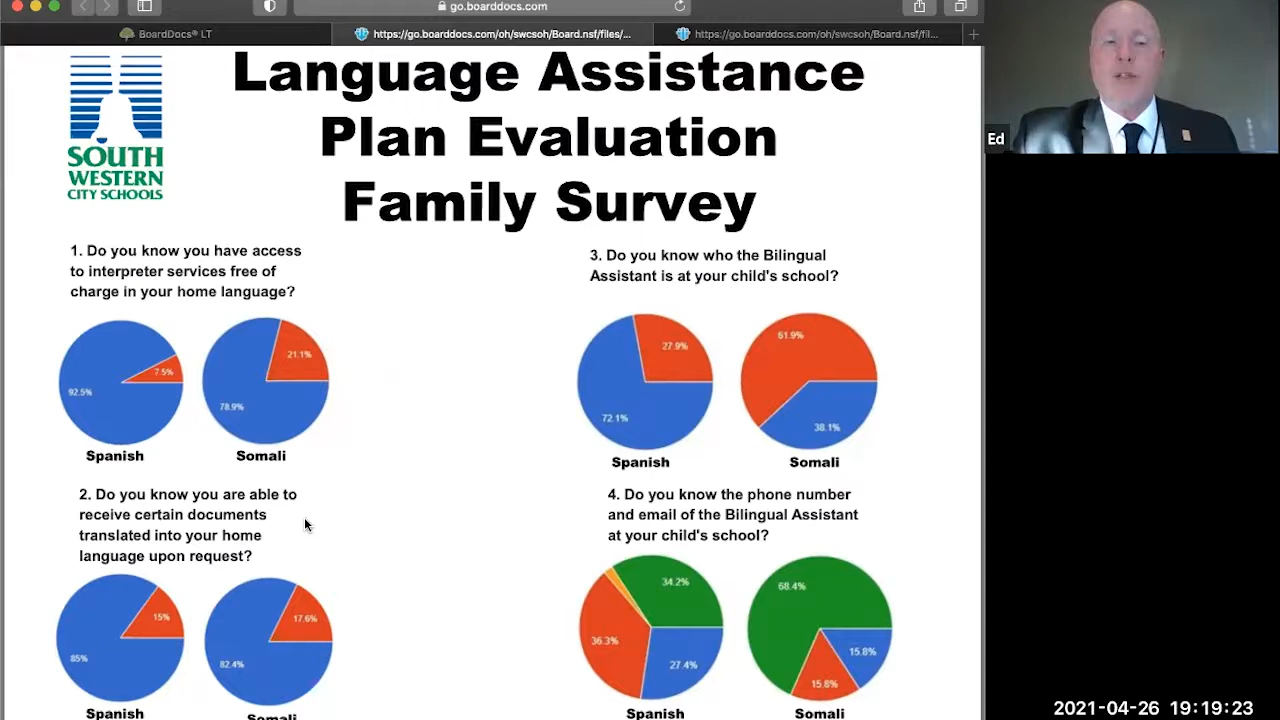 go.boarddocs.com
BoardDocs® LT
https://go.boarddocs.com/oh/swcsoh/Board.nsf/files/...
https://go.boarddocs.com/oh/swcsoh/Board.nsf/fil...
Language Assistance
Plan Evaluation
Family Survey
SOUTH
WESTERN
CITY SCHOOLS
Ed
1. Do you know you have access
to interpreter services free of
charge in your home language?
7.5%
92.5%
Spanish
21.1%
78.9%
Somali
3. Do you know who the Bilingual
Assistant is at your child's school?
27.9%
72.1%
Spanish
61.9%
38.1%
Somali
2. Do you know you are able to
receive certain documents
translated into your home
language upon request?
15%
85%
Spanish
17.6%
82.4%
Somali
4. Do you know the phone number
and email of the Bilingual Assistant
at your child's school?
34.2%
36.3%
27.4%
Spanish
68.4%
15.8%
15.8%
Somali
2021-04-26 19:19:23